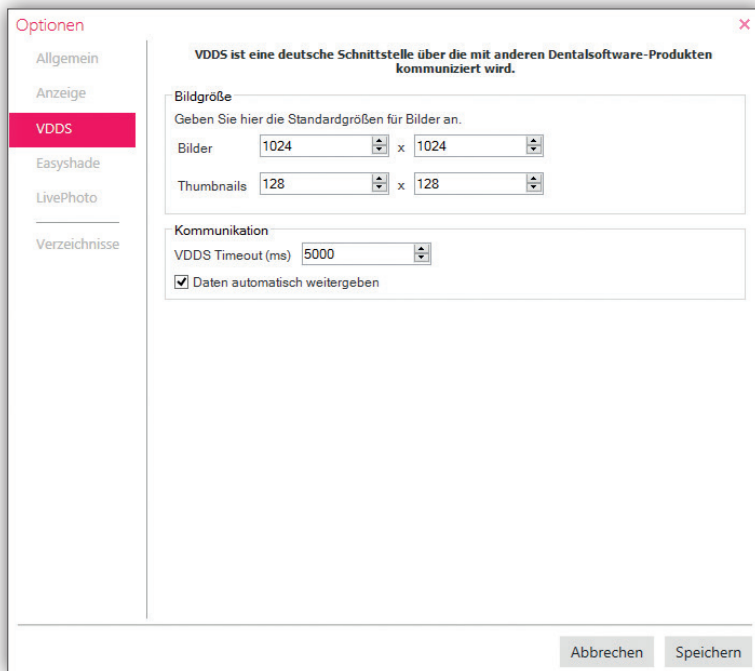 Optionen
Allgemein
Anzeige
VDDS
Easyshade
LivePhoto
Verzeichnisse
VDDS ist eine deutsche Schnittstelle über die mit anderen Dentalsoftware-Produkten
kommuniziert wird.
Bildgröße
Geben Sie hier die Standardgrößen für Bilder an.
Bilder 1024 x 1024
Thumbnails 128 x 128
Kommunikation
VDDS Timeout (ms) 5000
Daten automatisch weitergeben
Abbrechen Speichern